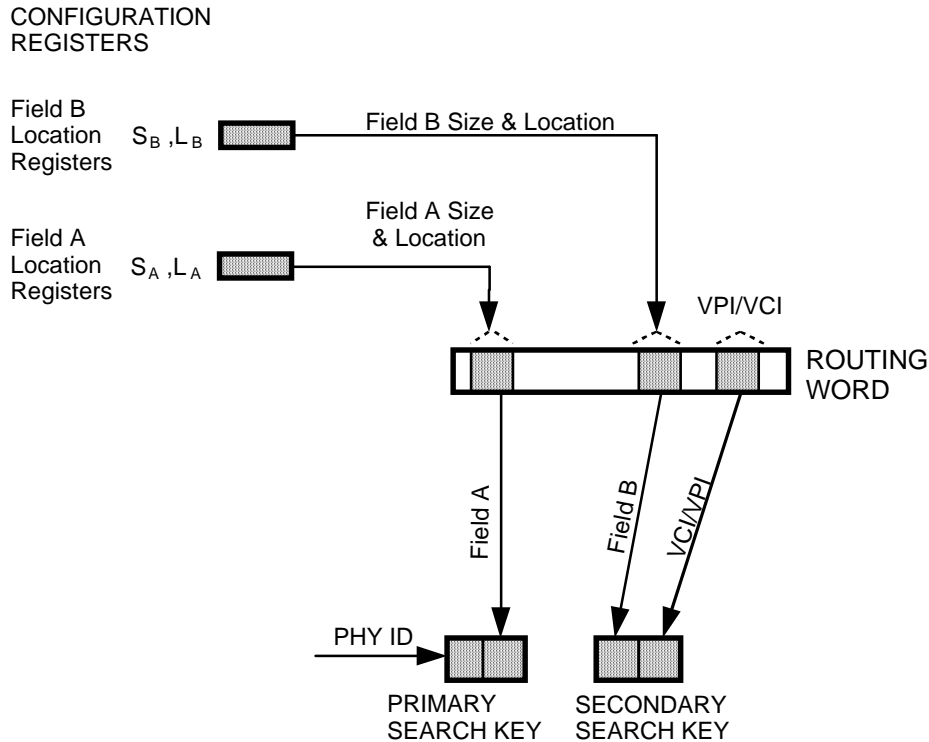 CONFIGURATION
REGISTERS
Field B
Location
Registers
S_B ,L_B
Field B Size & Location
Field A
Location
Registers
S_A ,L_A
Field A Size
& Location
VPI/VCI
ROUTING
WORD
Field A
Field B
VCI/VPI
PHY ID
PRIMARY
SEARCH KEY
SECONDARY
SEARCH KEY